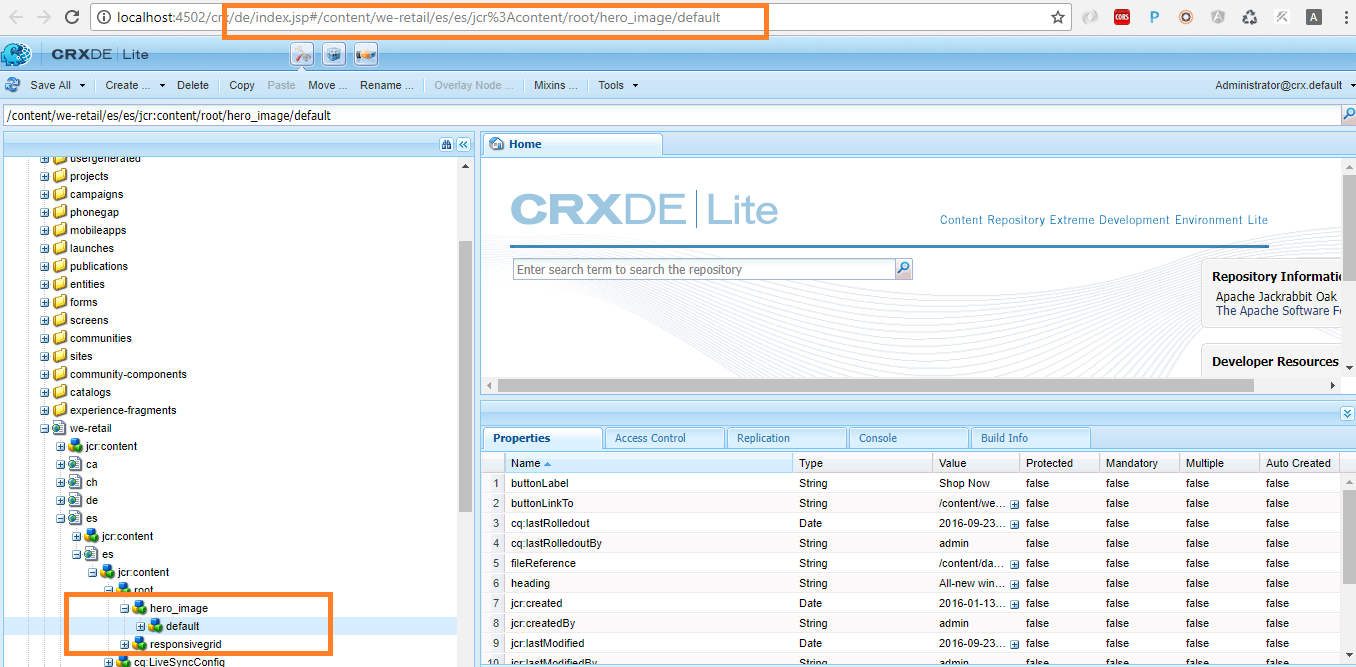 localhost:4502/crx/de/index.jsp#/content/we-retail/es/es/jcr%3Acontent/root/hero_image/default
CORS P A A
CRXDE | Lite
Save All Create ... Delete Copy Paste Move ... Rename ... Overlay Node ... Mixins ... Tools Administrator@crx.default
/content/we-retail/es/es/jcr:content/root/hero_image/default
usergenerated
projects
campaigns
phonegap
mobileapps
launches
publications
entities
forms
screens
communities
sites
community-components
catalogs
experience-fragments
we-retail
jcr:content
ca
ch
de
es
jcr:content
es
jcr:content
root
hero_image
default
responsivegrid
cq:LiveSyncConfig
Home
CRXDE | Lite
Content Repository Extreme Development Environment Lite
Enter search term to search the repository
Repository Informatio
Apache Jackrabbit Oak
The Apache Software Fo
Developer Resources
Properties Access Control Replication Console Build Info
Name Type Value Protected Mandatory Multiple Auto Created
1 buttonLabel String Shop Now false false false false
2 buttonLinkTo String /content/we... false false false false
3 cq:lastRolledout Date 2016-09-23... false false false false
4 cq:lastRolledoutBy String admin false false false false
5 fileReference String /content/da... false false false false
6 heading String All-new win... false false false false
7 jcr:created Date 2016-01-13... false false false false
8 jcr:createdBy String admin false false false false
9 jcr:lastModified Date 2016-09-23... false false false false
10 jcr:lastModifiedBy String admin false false false false